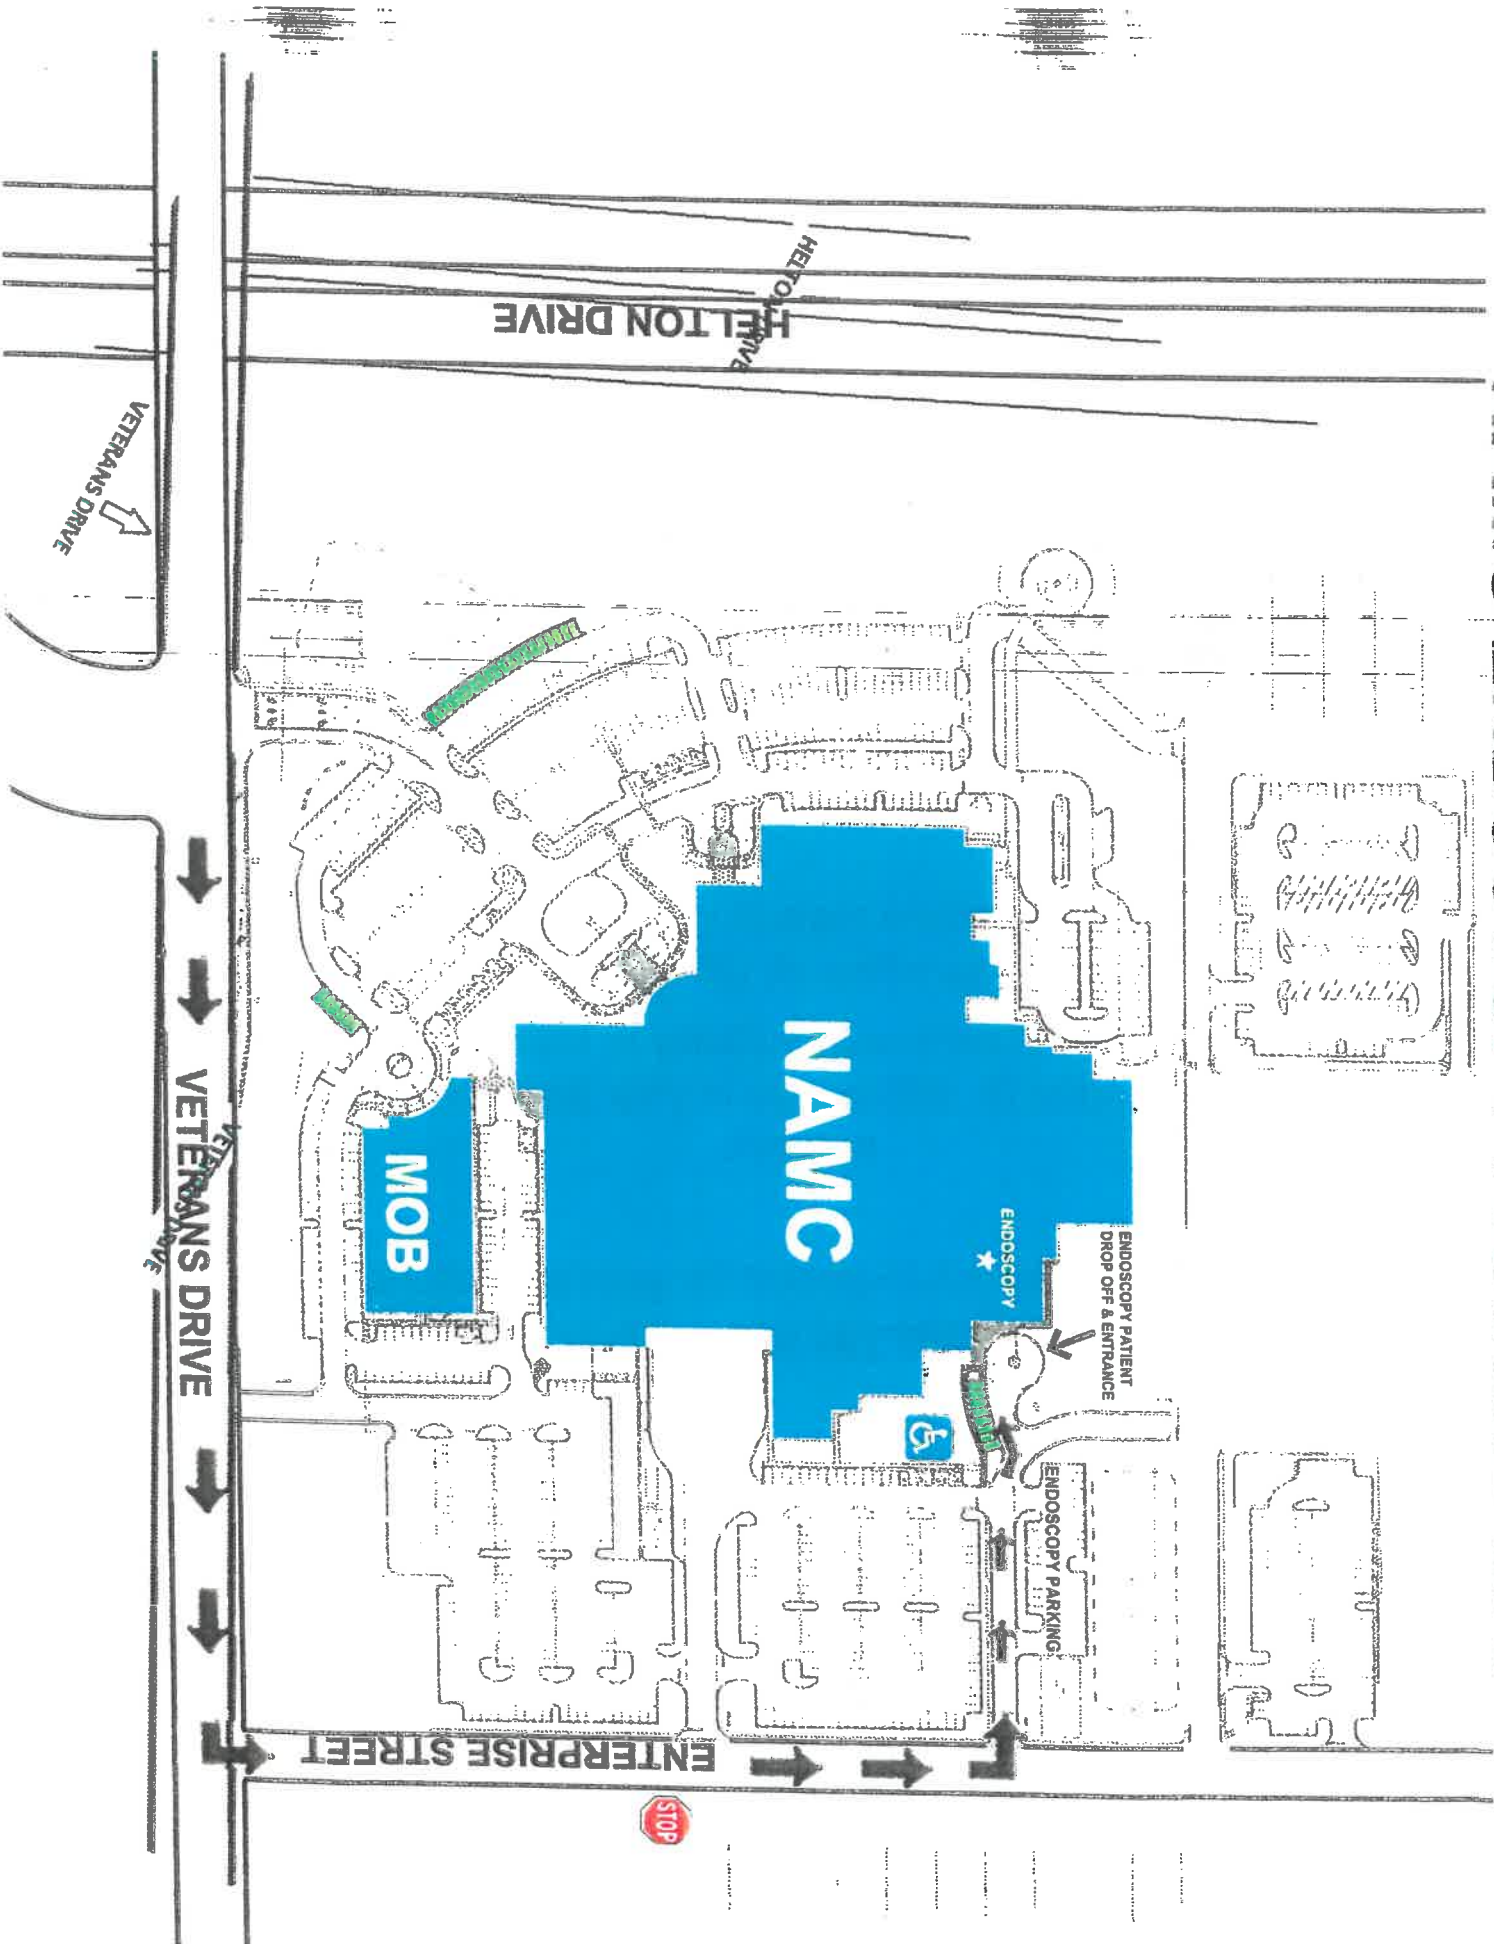 HELTON DRIVE
HELTON DRIVE
VETERANS DRIVE
NAMC
MOB
ENDOSCOPY
ENDOSCOPY PATIENT
DROP OFF & ENTRANCE
ENDOSCOPY PARKING
VETERANS DRIVE
VETERANS DRIVE
ENTERPRISE STREET
STOP